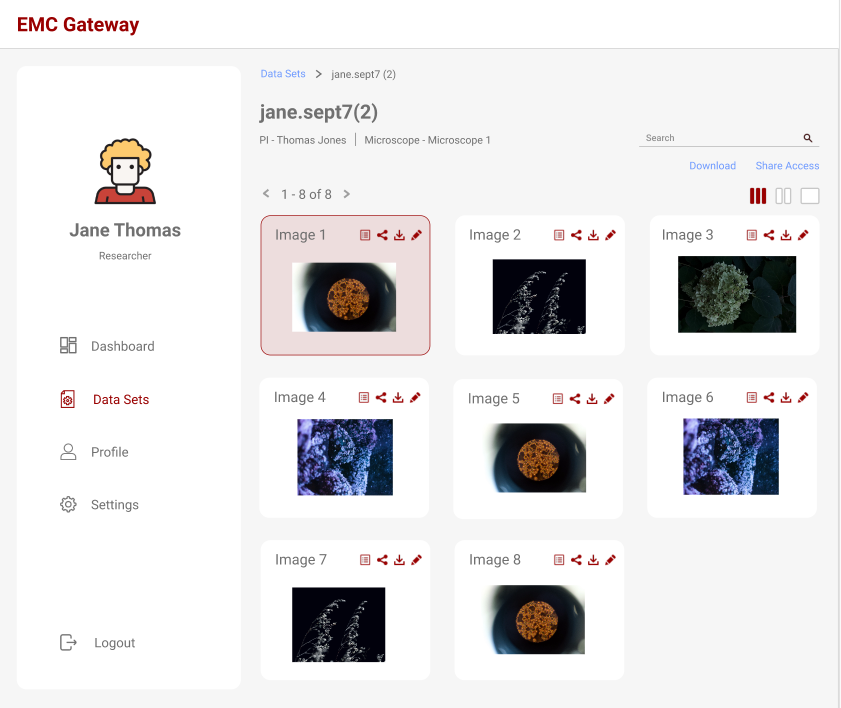 EMC Gateway
Jane Thomas
Researcher
Dashboard
Data Sets
Profile
Settings
Logout
Data Sets > jane.sept7 (2)
jane.sept7(2)
PI - Thomas Jones | Microscope - Microscope 1
Search
Download Share Access
< 1 - 8 of 8 >
Image 1
Image 2
Image 3
Image 4
Image 5
Image 6
Image 7
Image 8